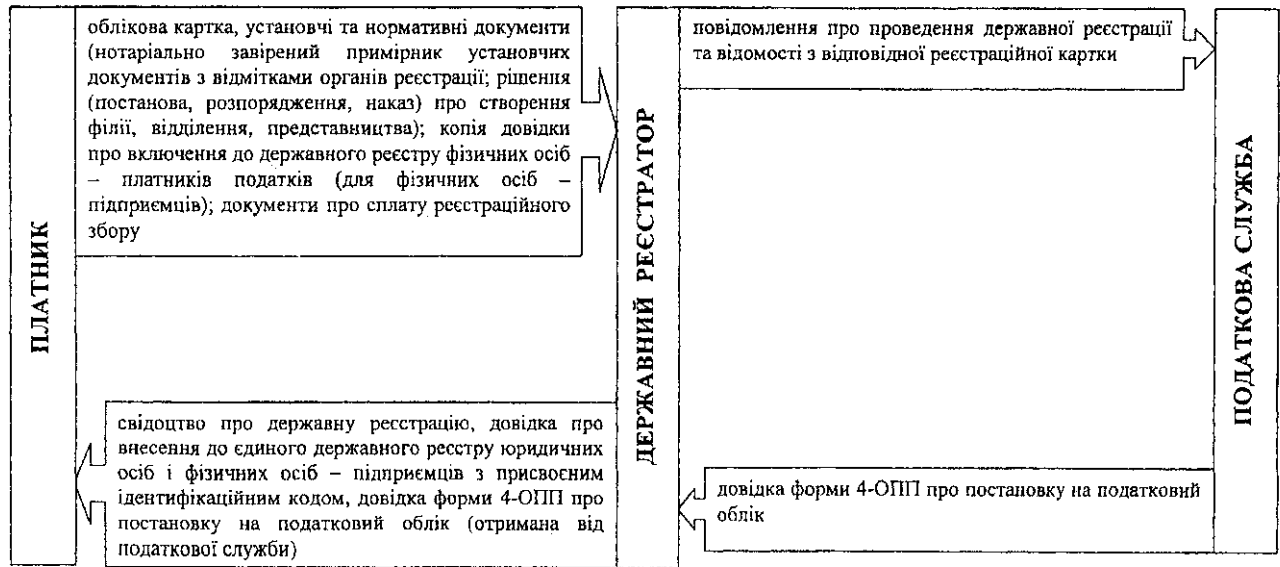 ПЛАТНИК
облікова картка, установчі та нормативні документи
(нотаріально завірений примірник установчих
документів з відмітками органів реєстрації; рішення
(постанова, розпорядження, наказ) про створення
філії, відділення, представництва); копія довідки
про включення до державного реєстру фізичних осіб
– платників податків (для фізичних осіб –
підприємців); документи про сплату реєстраційного
збору
свідоцтво про державну реєстрацію, довідка про
внесення до єдиного державного реєстру юридичних
осіб і фізичних осіб – підприємців з присвоєним
ідентифікаційним кодом, довідка форми 4-ОПП про
постановку на податковий облік (отримана від
податкової служби)
ДЕРЖАВНИЙ РЕЄСТРАТОР
повідомлення про проведення державної реєстрації
та відомості з відповідної реєстраційної картки
довідка форми 4-ОПП про постановку на податковий
облік
ПОДАТКОВА СЛУЖБА